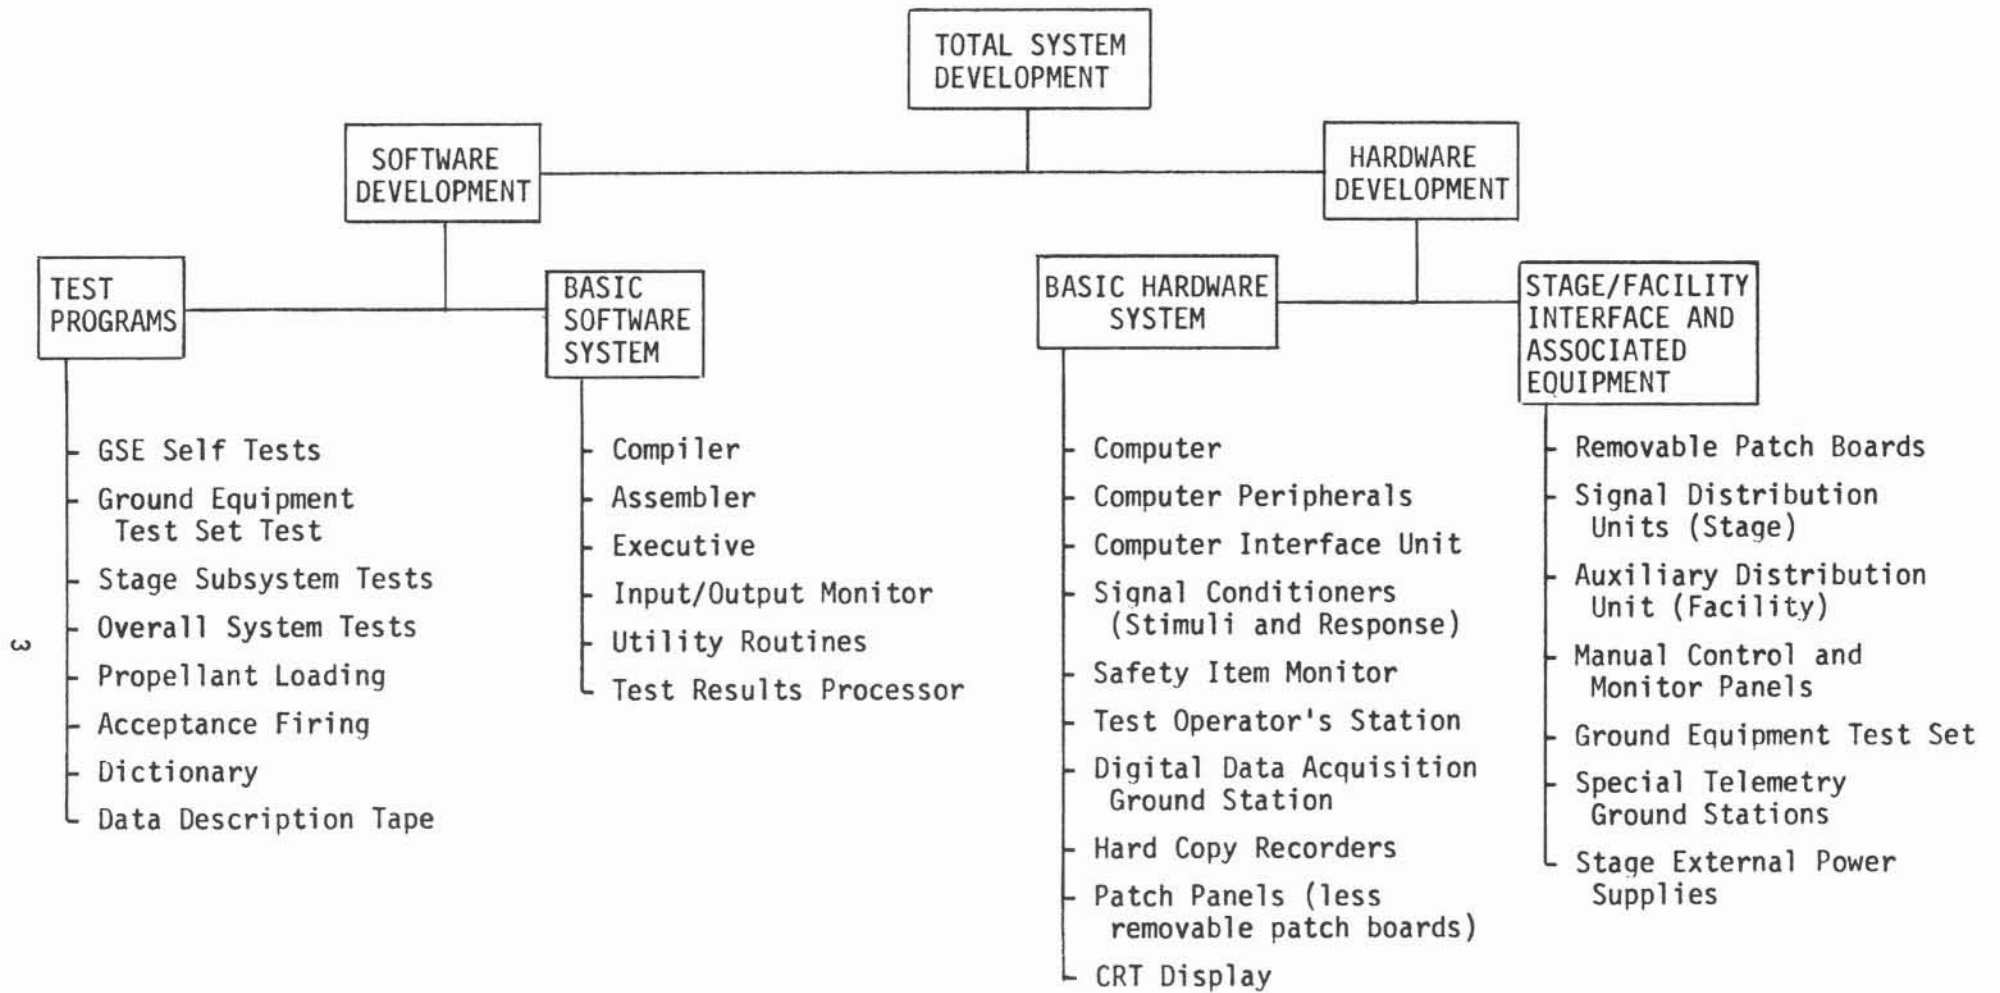 TOTAL SYSTEM
DEVELOPMENT
SOFTWARE
DEVELOPMENT
HARDWARE
DEVELOPMENT
TEST
PROGRAMS
BASIC
SOFTWARE
SYSTEM
BASIC HARDWARE
SYSTEM
STAGE/FACILITY
INTERFACE AND
ASSOCIATED
EQUIPMENT
GSE Self Tests
Ground Equipment
Test Set Test
Stage Subsystem Tests
Overall System Tests
Propellant Loading
Acceptance Firing
Dictionary
Data Description Tape
Compiler
Assembler
Executive
Input/Output Monitor
Utility Routines
Test Results Processor
Computer
Computer Peripherals
Computer Interface Unit
Signal Conditioners
(Stimuli and Response)
Safety Item Monitor
Test Operator's Station
Digital Data Acquisition
Ground Station
Hard Copy Recorders
Patch Panels (less
removable patch boards)
CRT Display
Removable Patch Boards
Signal Distribution
Units (Stage)
Auxiliary Distribution
Unit (Facility)
Manual Control and
Monitor Panels
Ground Equipment Test Set
Special Telemetry
Ground Stations
Stage External Power
Supplies
3